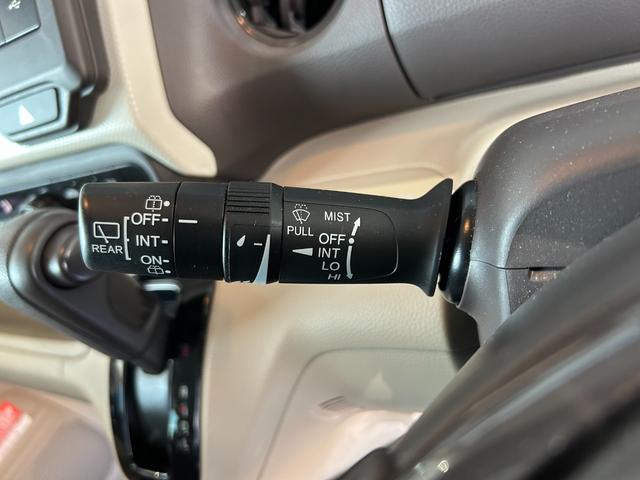 OFF
REAR
INT
ON
MIST
PULL
OFF
INT
LO
HI